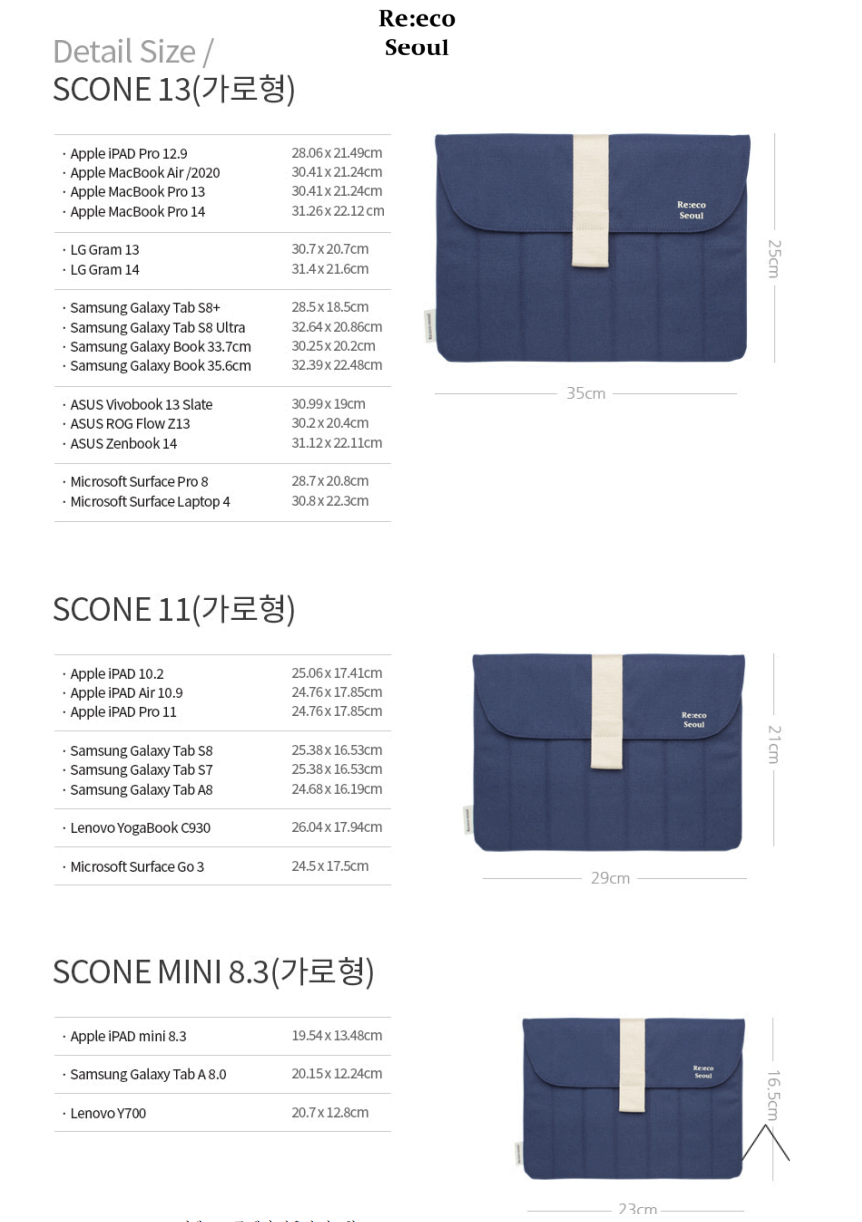 Re:eco
Seoul
Detail Size /
SCONE 13(가로형)
· Apple iPAD Pro 12.9 28.06 x 21.49cm
· Apple MacBook Air /2020 30.41 x 21.24cm
· Apple MacBook Pro 13 30.41 x 21.24cm
· Apple MacBook Pro 14 31.26 x 22.12 cm
· LG Gram 13 30.7 x 20.7cm
· LG Gram 14 31.4 x 21.6cm
· Samsung Galaxy Tab S8+ 28.5 x 18.5cm
· Samsung Galaxy Tab S8 Ultra 32.64 x 20.86cm
· Samsung Galaxy Book 33.7cm 30.25 x 20.2cm
· Samsung Galaxy Book 35.6cm 32.39 x 22.48cm
· ASUS Vivobook 13 Slate 30.99 x 19cm
· ASUS ROG Flow Z13 30.2 x 20.4cm
· ASUS Zenbook 14 31.12 x 22.11cm
· Microsoft Surface Pro 8 28.7 x 20.8cm
· Microsoft Surface Laptop 4 30.8 x 22.3cm
Re:eco
Seoul
25cm
35cm
SCONE 11(가로형)
· Apple iPAD 10.2 25.06 x 17.41cm
· Apple iPAD Air 10.9 24.76 x 17.85cm
· Apple iPAD Pro 11 24.76 x 17.85cm
· Samsung Galaxy Tab S8 25.38 x 16.53cm
· Samsung Galaxy Tab S7 25.38 x 16.53cm
· Samsung Galaxy Tab A8 24.68 x 16.19cm
· Lenovo YogaBook C930 26.04 x 17.94cm
· Microsoft Surface Go 3 24.5 x 17.5cm
Re:eco
Seoul
21cm
29cm
SCONE MINI 8.3(가로형)
· Apple iPAD mini 8.3 19.54 x 13.48cm
· Samsung Galaxy Tab A 8.0 20.15 x 12.24cm
· Lenovo Y700 20.7 x 12.8cm
Re:eco
Seoul
16.5cm
23cm